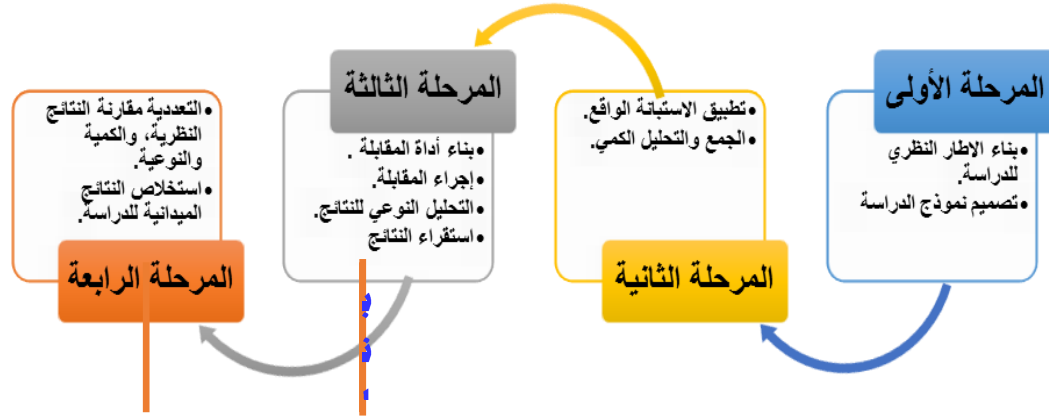 المرحلة الأولى
•بناء الاطار النظري
للدراسة.
•تصميم نموذج الدراسة
•تطبيق الاستبانة الواقع.
•الجمع والتحليل الكمي.
المرحلة الثانية
المرحلة الثالثة
•بناء أداة المقابلة .
•إجراء المقابلة.
•التحليل النوعي للنتائج.
•استقراء النتائج
•التعددية مقارنة النتائج
النظرية، والكمية
والنوعية.
•استخلاص النتائج
الميدانية للدراسة.
المرحلة الرابعة